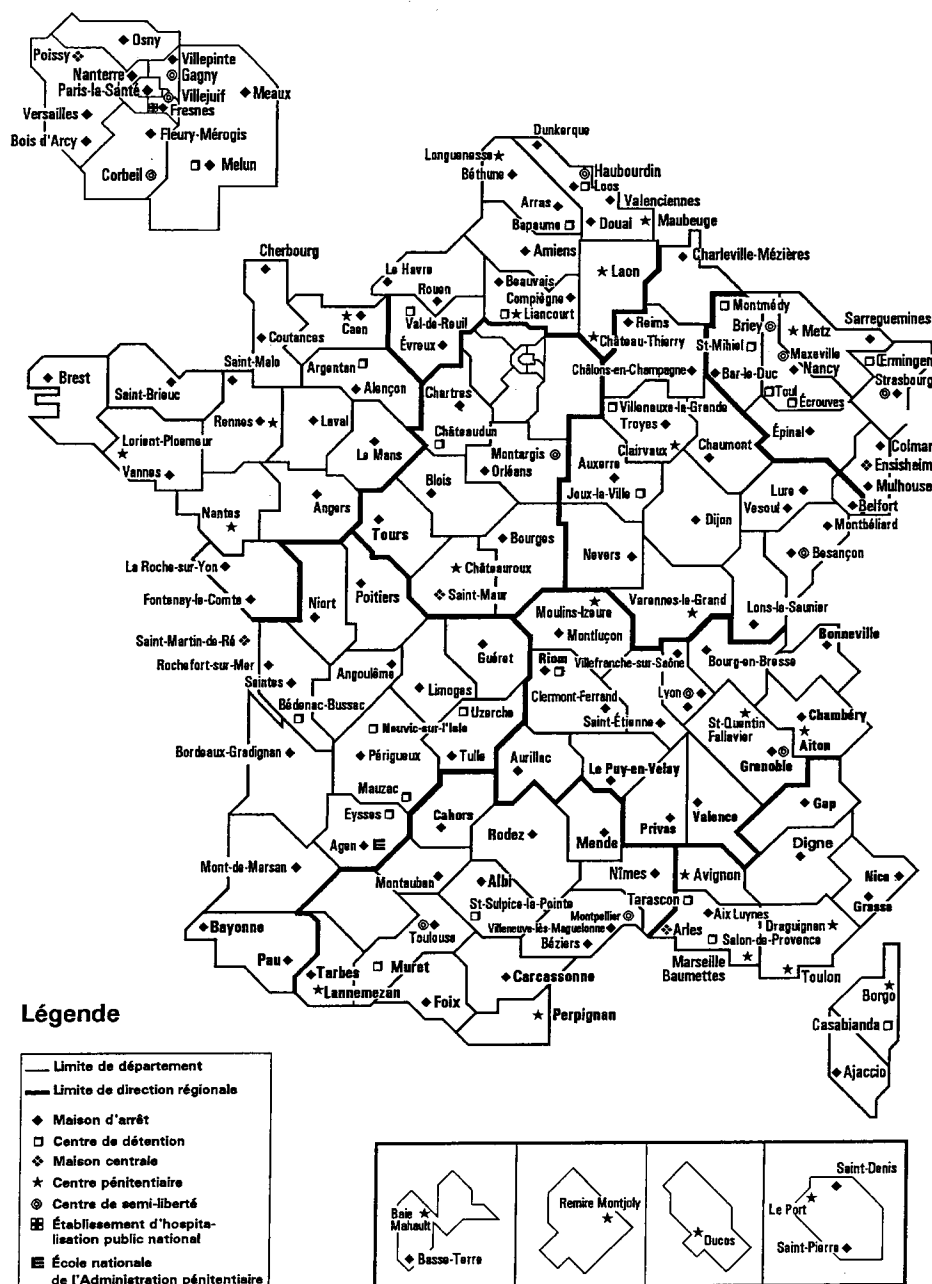 Osny
Poissy
Villepinte
Nanterre
Gagny
Paris-la-Santé
Villejuif
Meaux
Versailles
Fresnes
Bois d'Arcy
Fleury-Mérogis
Corbeil
Melun
Dunkerque
Longuenesse
Haubourdin
Béthune
Loos
Arras
Valenciennes
Bapaume
Douai
Maubeuge
Cherbourg
Amiens
Charleville-Mézières
Le Havre
Laon
Rouen
Beauvais
Compiègne
Caen
Val-de-Reuil
Liancourt
Reims
Montmédy
Briey
Metz
Sarreguemines
Coutances
Évreux
Château-Thierry
St-Mihiel
Maxeville
Œrmingen
Saint-Malo
Argentan
Châlons-en-Champagne
Bar-le-Duc
Nancy
Strasbourg
Brest
Saint-Brieuc
Alençon
Chartres
Villenauxe-la-Grande
Toul
Écrouves
Rennes
Laval
Châteaudun
Troyes
Épinal
Lorient-Ploemeur
Le Mans
Montargis
Clairvaux
Chaumont
Colmar
Vannes
Orléans
Auxerre
Ensisheim
Blois
Joux-la-Ville
Lure
Mulhouse
Angers
Vesoul
Belfort
Nantes
Tours
Dijon
Montbéliard
Bourges
Nevers
Besançon
La Roche-sur-Yon
Châteauroux
Fontenay-le-Comte
Niort
Poitiers
Saint-Maur
Moulins-Izeure
Varennes-le-Grand
Lons-le-Saunier
Saint-Martin-de-Ré
Montluçon
Bonneville
Rochefort-sur-Mer
Guéret
Riom
Villefranche-sur-Saône
Bourg-en-Bresse
Saintes
Angoulême
Limoges
Clermont-Ferrand
Lyon
Bédenac-Bussac
Uzerche
St-Quentin
Fallavier
Chambéry
Neuvic-sur-l'Isle
Saint-Étienne
Aiton
Bordeaux-Gradignan
Périgueux
Tulle
Aurillac
Le Puy-en-Velay
Grenoble
Mauzac
Eysses
Cahors
Privas
Valence
Gap
Agen
Rodez
Mende
Digne
Mont-de-Marsan
Montauban
Albi
Nîmes
Avignon
Nice
St-Sulpice-la-Pointe
Tarascon
Grasse
Bayonne
Toulouse
Montpellier
Aix Luynes
Draguignan
Villeneuve-lès-Maguelonne
Arles
Salon-de-Provence
Béziers
Pau
Tarbes
Muret
Marseille
Baumettes
Toulon
Lannemezan
Carcassonne
Foix
Borgo
Perpignan
Casabianda
Ajaccio
Légende
Limite de département
Limite de direction régionale
Maison d'arrêt
Centre de détention
Maison centrale
Centre pénitentiaire
Centre de semi-liberté
Établissement d'hospita-
lisation public national
École nationale
de l'Administration pénitentiaire
Baie
Mahault
Basse-Terre
Remire Montjoly
Ducos
Saint-Denis
Le Port
Saint-Pierre